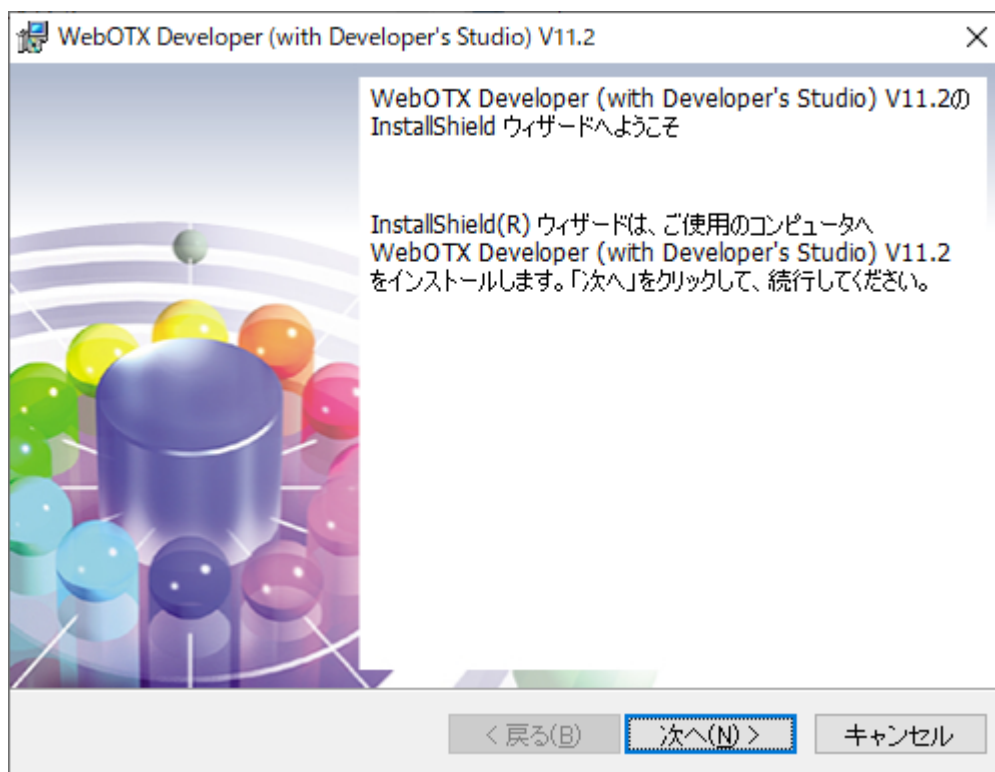 WebOTX Developer (with Developer's Studio) V11.2
WebOTX Developer (with Developer's Studio) V11.2の
InstallShield ウィザードへようこそ
InstallShield(R) ウィザードは、ご使用のコンピュータへ
WebOTX Developer (with Developer's Studio) V11.2
をインストールします。「次へ」をクリックして、続行してください。
< 戻る(B) 次へ(N) > キャンセル